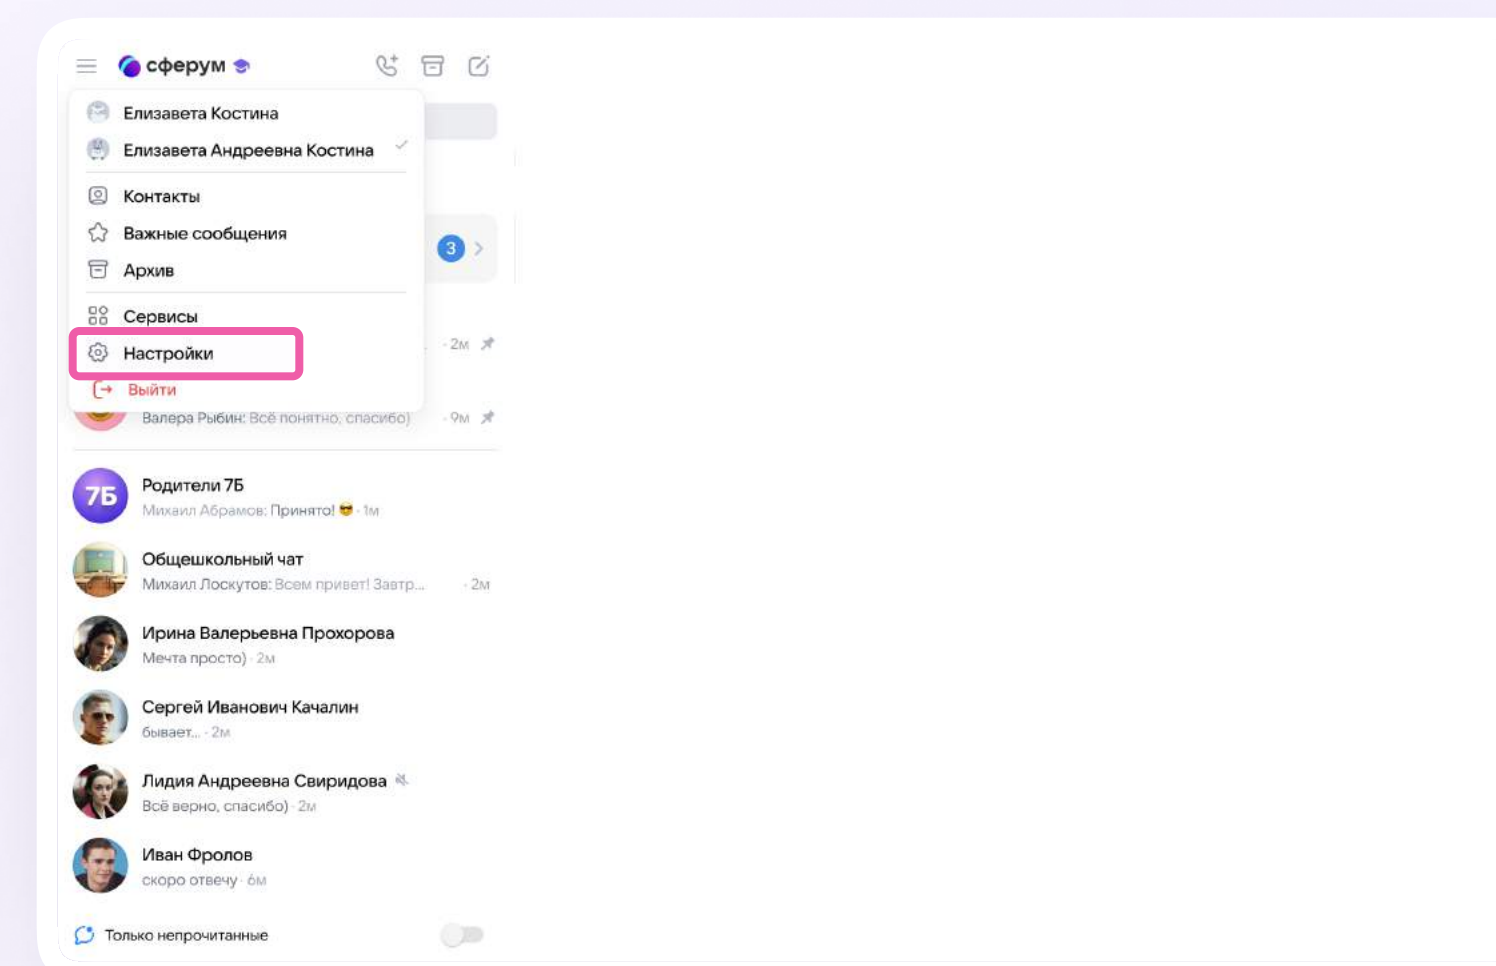 сферум
Елизавета Костина
Елизавета Андреевна Костина
Контакты
Важные сообщения
3
Архив
Сервисы
Настройки
· 2м
Выйти
Валера Рыбин: Всё понятно, спасибо) · 9м
7Б
Родители 7Б
Михаил Абрамов: Принято! 😎 · 1м
Общешкольный чат
Михаил Лоскутов: Всем привет! Завтр... · 2м
Ирина Валерьевна Прохорова
Мечта просто) · 2м
Сергей Иванович Качалин
бывает... · 2м
Лидия Андреевна Свиридова
Всё верно, спасибо) · 2м
Иван Фролов
скоро отвечу · 6м
Только непрочитанные